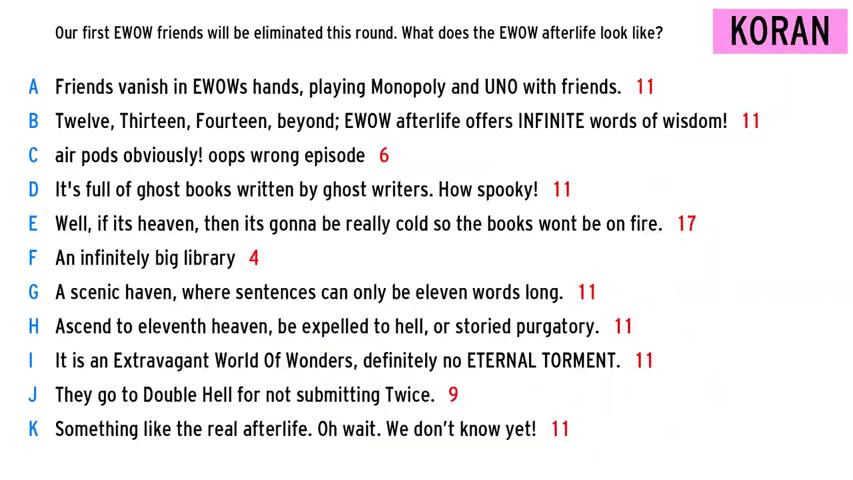 Our first EWOW friends will be eliminated this round. What does the EWOW afterlife look like?
KORAN
A Friends vanish in EWOWs hands, playing Monopoly and UNO with friends. 11
B Twelve, Thirteen, Fourteen, beyond; EWOW afterlife offers INFINITE words of wisdom! 11
C air pods obviously! oops wrong episode 6
D It's full of ghost books written by ghost writers. How spooky! 11
E Well, if its heaven, then its gonna be really cold so the books wont be on fire. 17
F An infinitely big library 4
G A scenic haven, where sentences can only be eleven words long. 11
H Ascend to eleventh heaven, be expelled to hell, or storied purgatory. 11
I It is an Extravagant World Of Wonders, definitely no ETERNAL TORMENT. 11
J They go to Double Hell for not submitting Twice. 9
K Something like the real afterlife. Oh wait. We don't know yet! 11